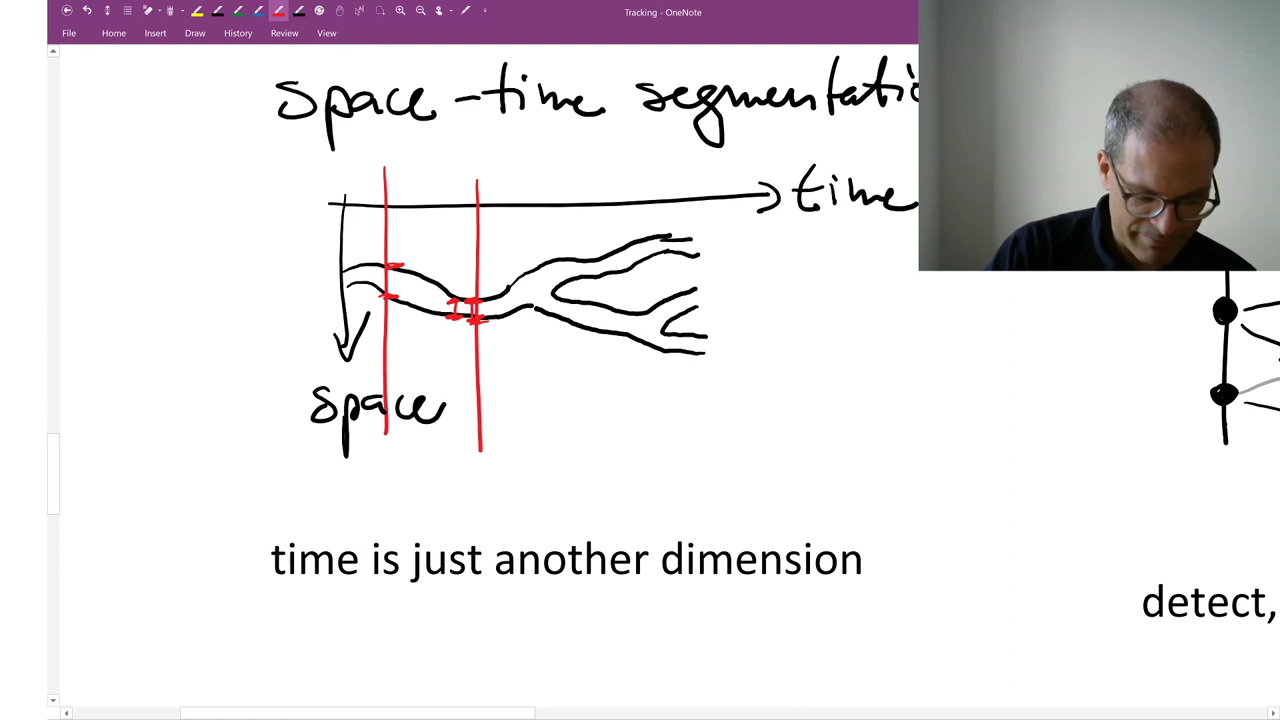 Tracking - OneNote
File Home Insert Draw History Review View
space-time segmentatio
time
space
time is just another dimension
detect,